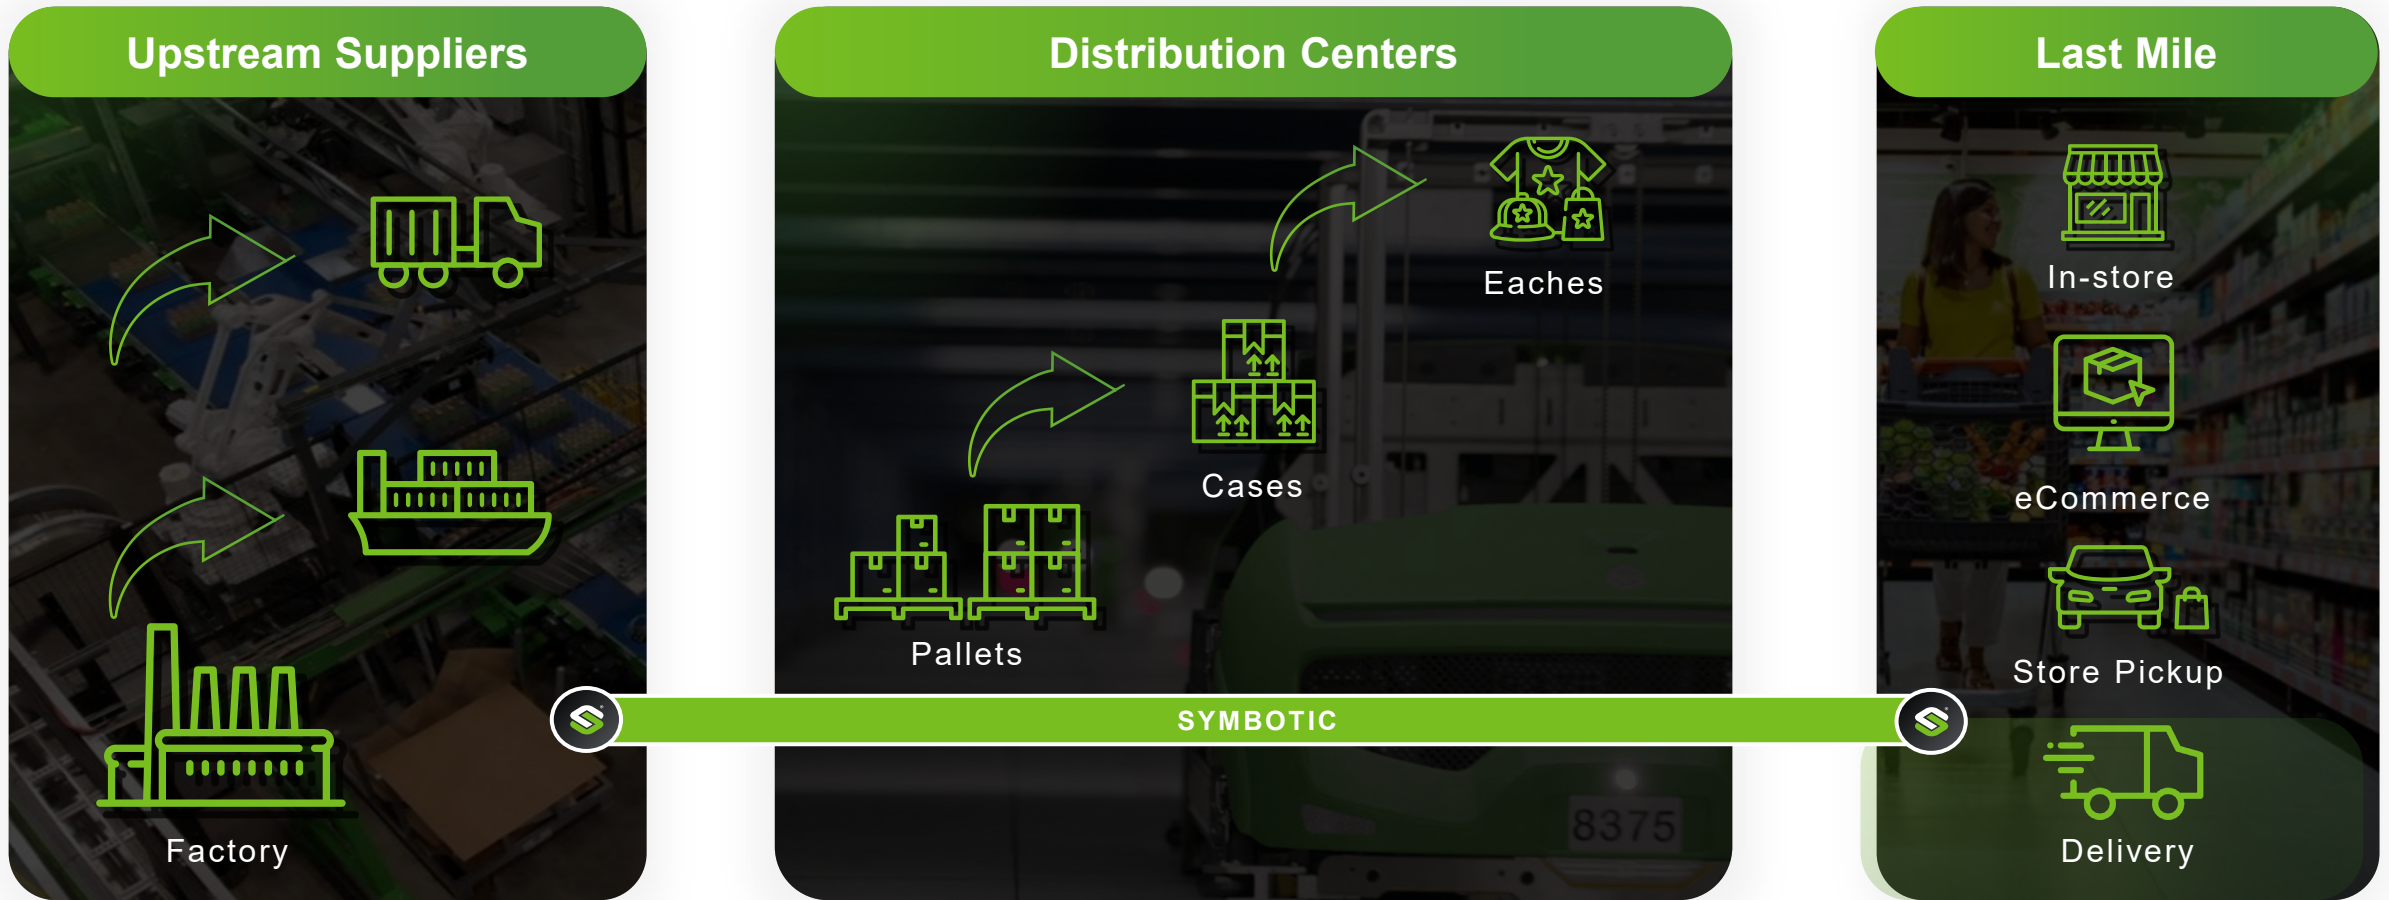 Upstream Suppliers
Factory
Distribution Centers
Eaches
Cases
Pallets
SYMBOTIC
8375
Last Mile
In-store
eCommerce
Store Pickup
Delivery